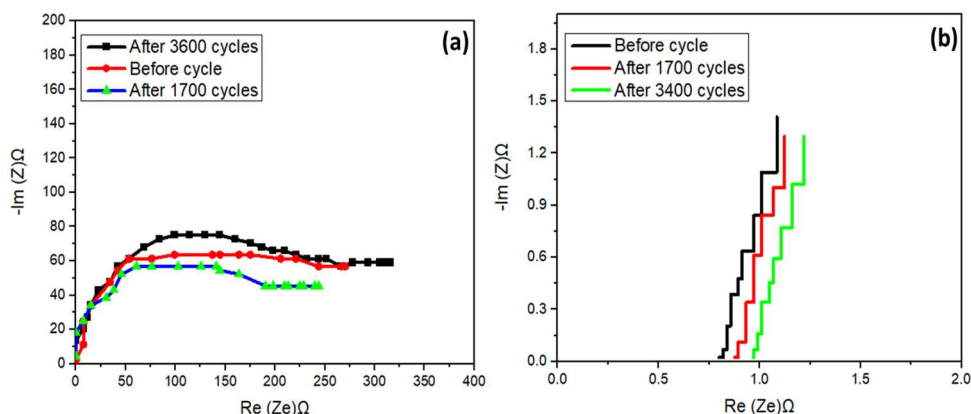 (a)
After 3600 cycles
Before cycle
After 1700 cycles
-Im (Z)Ω
200
180
160
140
120
100
80
60
40
20
0
0 50 100 150 200 250 300 350 400
Re (Ze)Ω
(b)
Before cycle
After 1700 cycles
After 3400 cycles
-Im (Z)Ω
1.8
1.5
1.2
0.9
0.6
0.3
0.0
0.0 0.5 1.0 1.5 2.0
Re (Ze)Ω